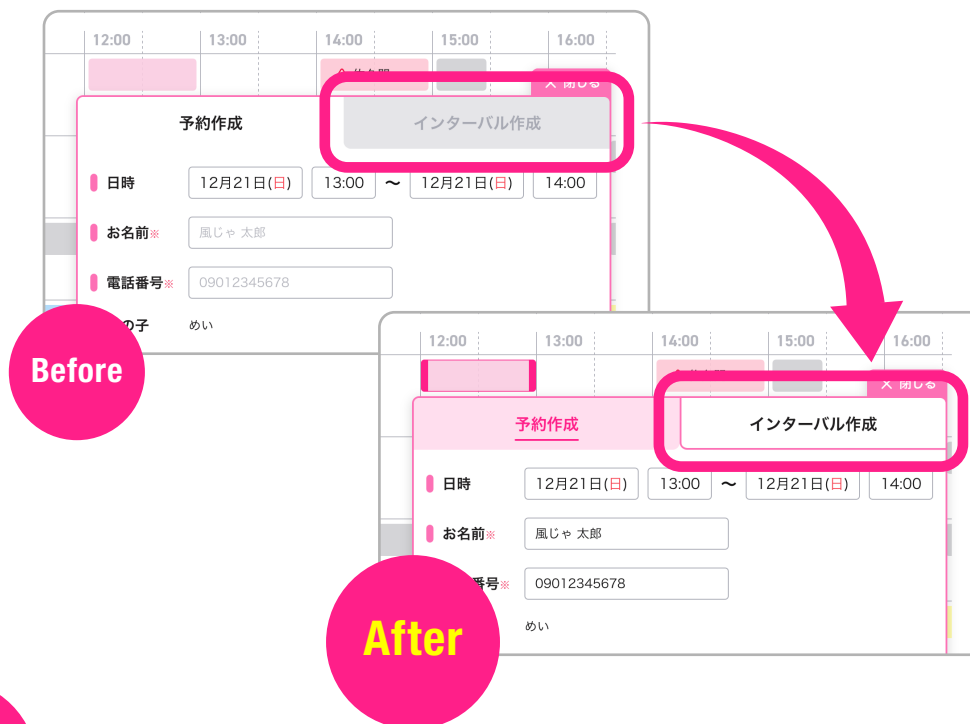 12:00 13:00 14:00 15:00 16:00
× 閉じる
予約作成 インターバル作成
日時 12月21日(日) 13:00 〜 12月21日(日) 14:00
お名前※ 風じゃ 太郎
電話番号※ 09012345678
の子 めい
Before
12:00 13:00 14:00 15:00 16:00
× 閉じる
予約作成 インターバル作成
日時 12月21日(日) 13:00 〜 12月21日(日) 14:00
お名前※ 風じゃ 太郎
番号※ 09012345678
めい
After